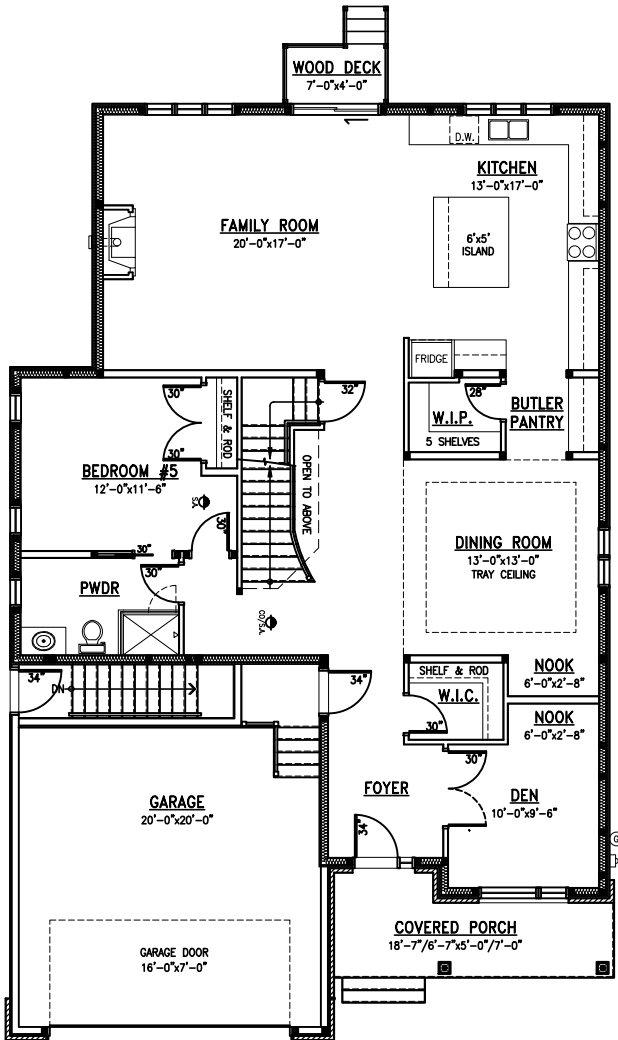 WOOD DECK
7'-0"x4'-0"
D.W.
KITCHEN
13'-0"x17'-0"
FAMILY ROOM
20'-0"x17'-0"
6'x5'
ISLAND
FRIDGE
30"
SHELF & ROD
32"
28"
W.I.P.
5 SHELVES
BUTLER
PANTRY
30"
BEDROOM #5
12'-0"x11'-6"
S.A.
30"
OPEN TO ABOVE
DINING ROOM
13'-0"x13'-0"
TRAY CEILING
30"
30"
PWDR
CO/S.A.
34"
DN
34"
SHELF & ROD
W.I.C.
30"
NOOK
6'-0"x2'-8"
NOOK
6'-0"x2'-8"
30"
FOYER
DEN
10'-0"x9'-6"
GARAGE
20'-0"x20'-0"
34"
G
COVERED PORCH
18'-7"/6'-7"x5'-0"/7'-0"
GARAGE DOOR
16'-0"x7'-0"